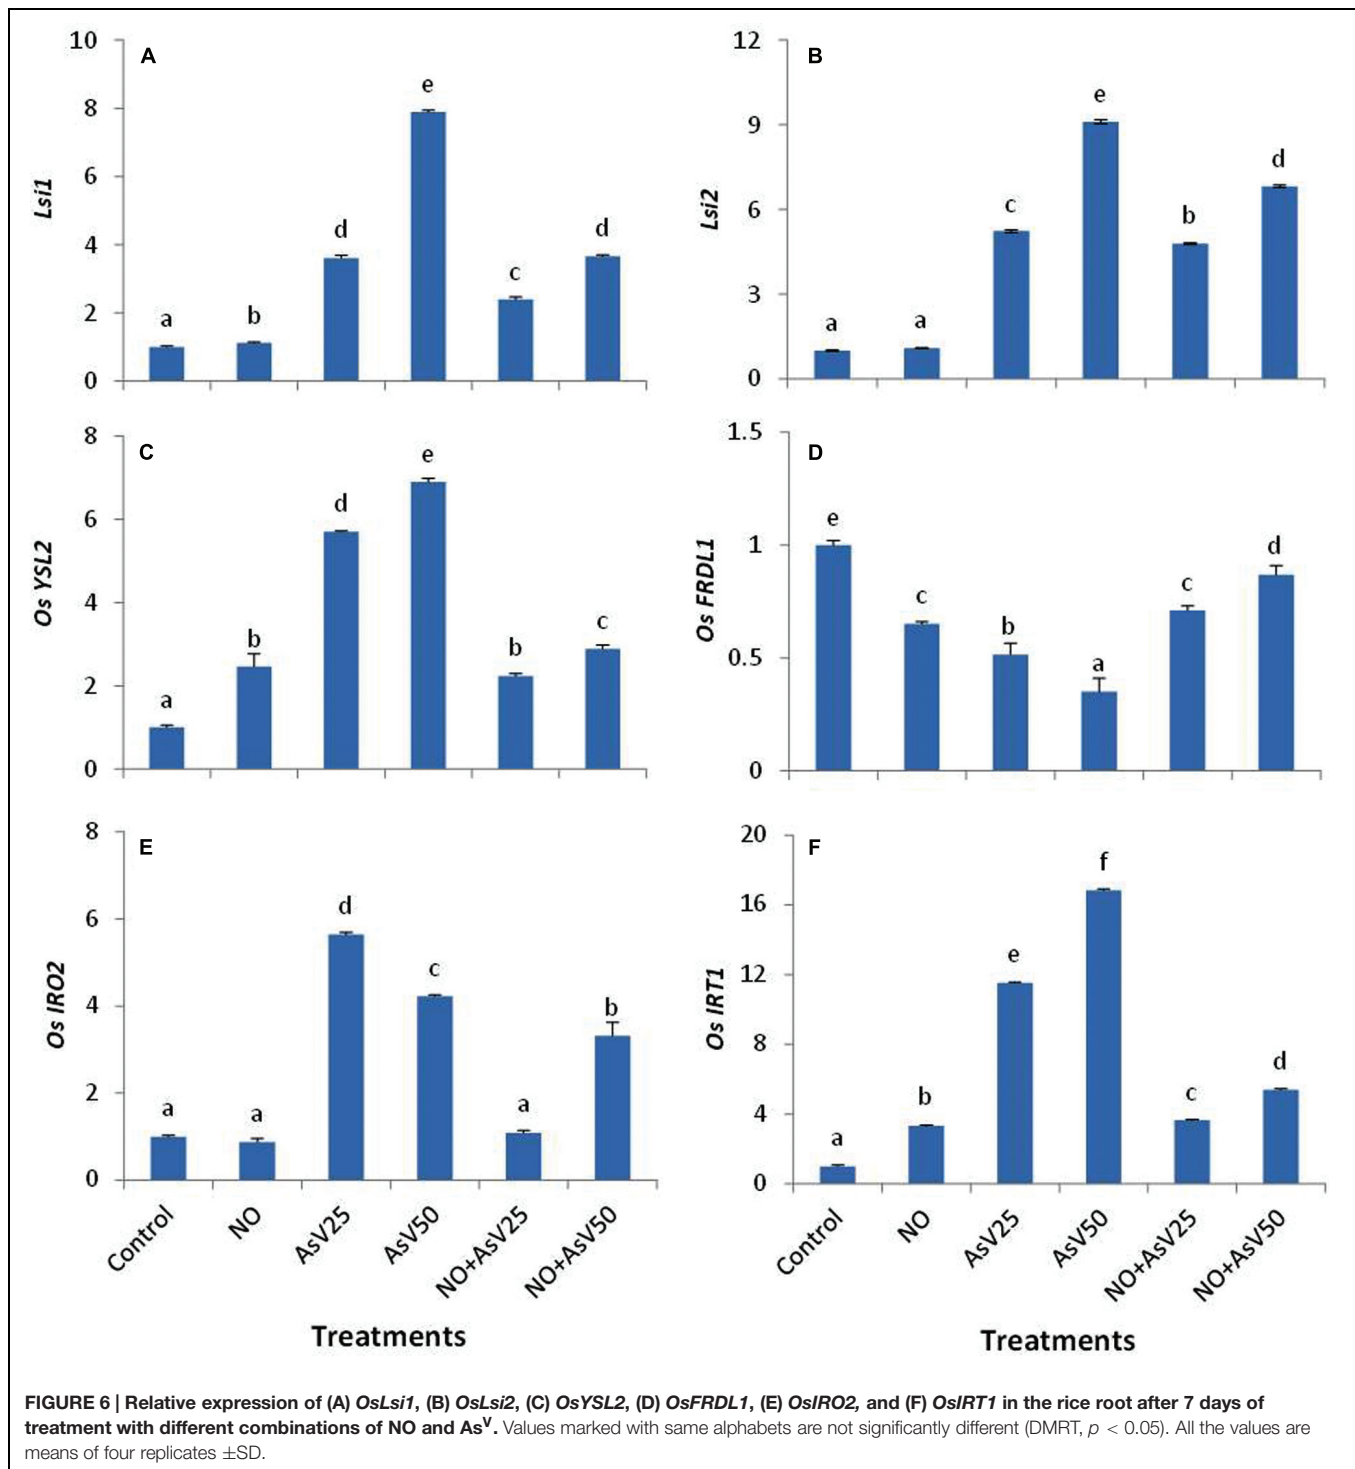 A
10
8
6
4
2
0
Lsi1
a
b
d
e
c
d
B
12
9
6
3
0
Lsi2
a
a
c
e
b
d
C
8
6
4
2
0
Os YSL2
a
b
d
e
b
c
D
1.5
1
0.5
0
Os FRDL1
e
c
b
a
c
d
E
8
6
4
2
0
Os IRO2
a
a
d
c
a
b
Control
NO
AsV25
AsV50
NO+AsV25
NO+AsV50
Treatments
F
20
16
12
8
4
0
Os IRT1
a
b
e
f
c
d
Control
NO
AsV25
AsV50
NO+AsV25
NO+AsV50
Treatments
FIGURE 6 | Relative expression of (A) OsLsi1, (B) OsLsi2, (C) OsYSL2, (D) OsFRDL1, (E) OsIRO2, and (F) OsIRT1 in the rice root after 7 days of
treatment with different combinations of NO and As^V. Values marked with same alphabets are not significantly different (DMRT, p < 0.05). All the values are
means of four replicates ±SD.